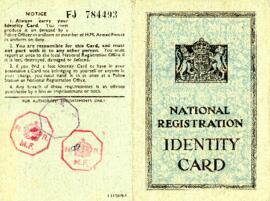 NOTICE
FJ 784493
1. Always carry your
Identity Card. You must
produce it on demand by a
Police Officer in uniform or member of H.M. Armed Forces
in uniform on duty.
2. You are responsible for this Card, and must
not part with it to any other person. You must
report at once to the local National Registration Office if
it is lost, destroyed, damaged or defaced.
3. If you find a lost Identity Card or have in your
possession a Card not belonging to yourself or anyone in
your charge, you must hand it in at once at a Police
Station or National Registration Office.
4. Any breach of these requirements is an offence
punishable by a fine or imprisonment or both.
FOR AUTHORISED ENDORSEMENTS ONLY
NATIONAL
REGISTRATION
IDENTITY
CARD